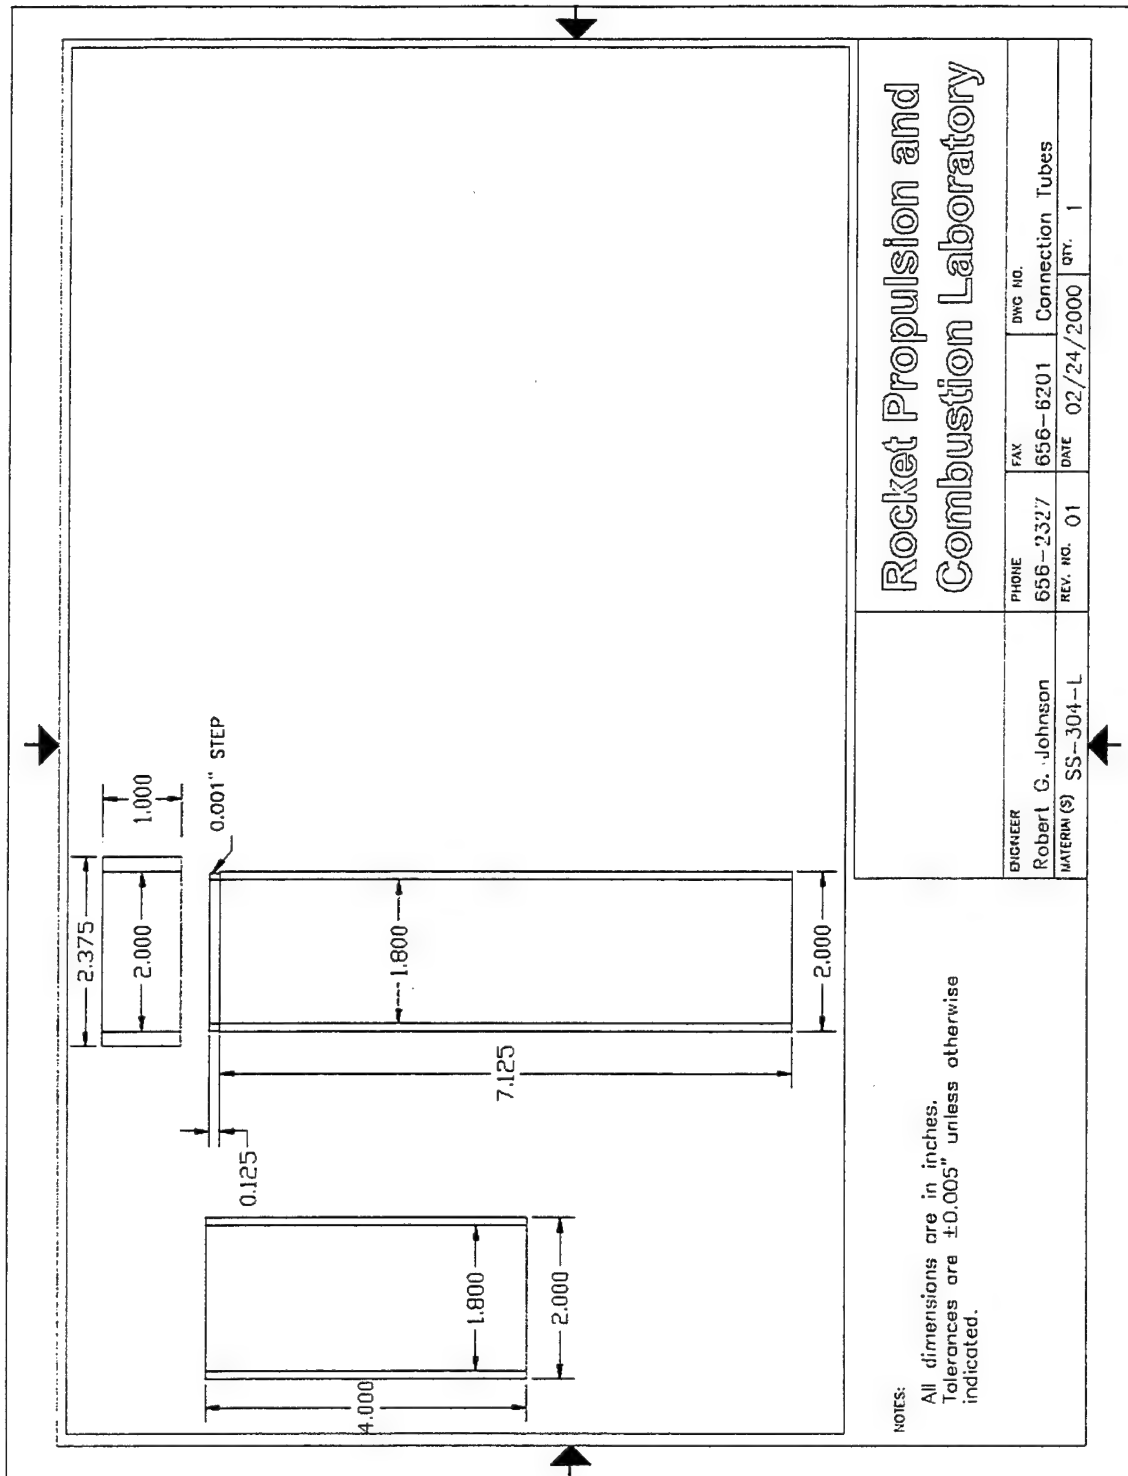 2.375
2.000
1.000
0.001" STEP
1.800
2.000
7.125
0.125
1.800
2.000
4.000
NOTES:
All dimensions are in inches.
Tolerances are ±0.005" unless otherwise
indicated.
Rocket Propulsion and
Combustion Laboratory
ENGINEER
Robert G. Johnson
PHONE
656-2327
FAX
656-6201
DWG NO.
Connection Tubes
MATERIAL(S) SS-304-L
REV. NO. 01
DATE 02/24/2000
QTY. 1